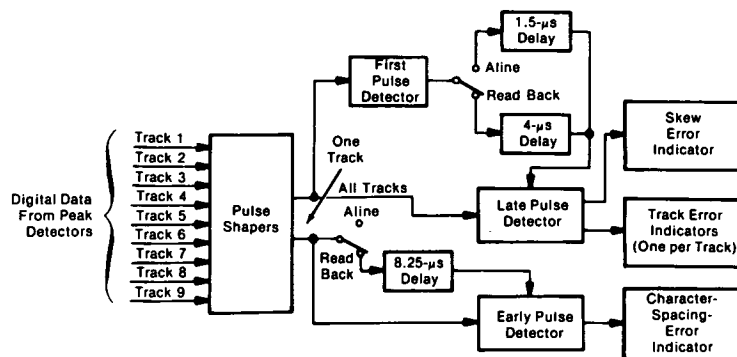 1.5-μs
Delay
First
Pulse
Detector
Aline
Read Back
4-μs
Delay
Skew
Error
Indicator
Digital Data
From Peak
Detectors
Track 1
Track 2
Track 3
Track 4
Track 5
Track 6
Track 7
Track 8
Track 9
Pulse
Shapers
One
Track
All Tracks
Late Pulse
Detector
Track Error
Indicators
(One per Track)
Aline
Read
Back
8.25-μs
Delay
Early Pulse
Detector
Character-
Spacing-
Error
Indicator